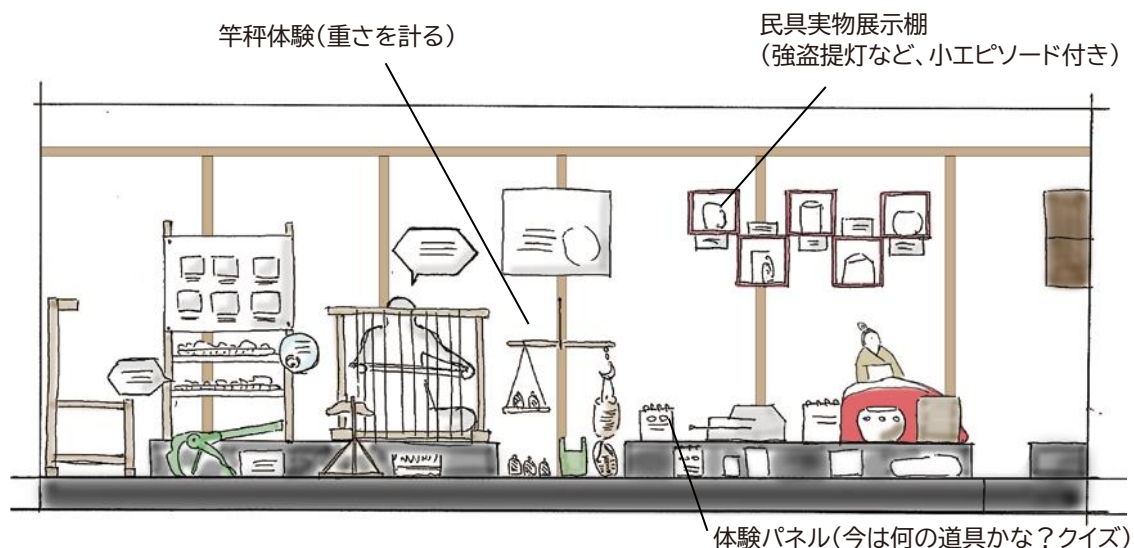 竿秤体験(重さを計る)
民具実物展示棚
(強盗提灯など、小エピソード付き)
体験パネル(今は何の道具かな?クイズ)